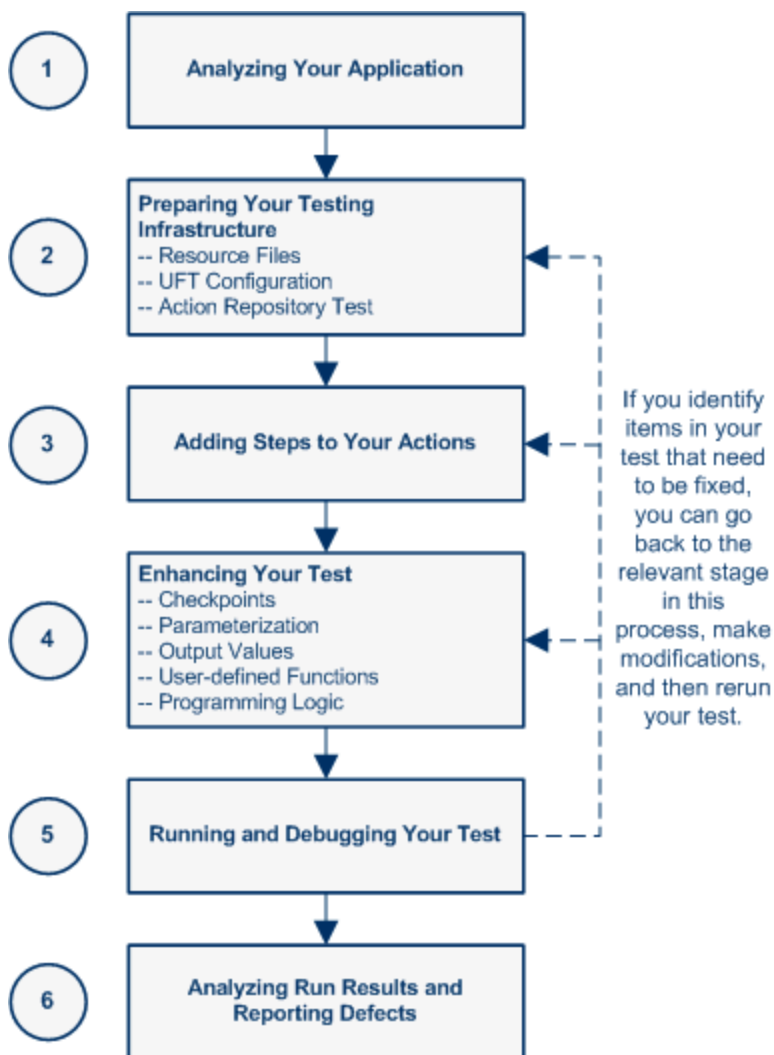 1
Analyzing Your Application
2
Preparing Your Testing
Infrastructure
-- Resource Files
-- UFT Configuration
-- Action Repository Test
3
Adding Steps to Your Actions
4
Enhancing Your Test
-- Checkpoints
-- Parameterization
-- Output Values
-- User-defined Functions
-- Programming Logic
If you identify
items in your
test that need
to be fixed,
you can go
back to the
relevant stage
in this
process, make
modifications,
and then rerun
your test.
5
Running and Debugging Your Test
6
Analyzing Run Results and
Reporting Defects